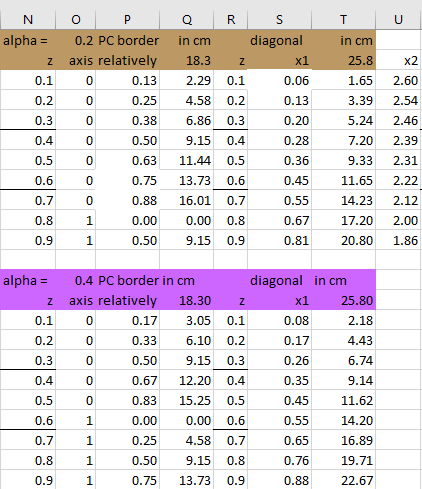 N O P Q R S T U
alpha = 0.2 PC border in cm diagonal in cm
z axis relatively 18.3 z x1 25.8 x2
0.1 0 0.13 2.29 0.1 0.06 1.65 2.60
0.2 0 0.25 4.58 0.2 0.13 3.39 2.54
0.3 0 0.38 6.86 0.3 0.20 5.24 2.46
0.4 0 0.50 9.15 0.4 0.28 7.20 2.39
0.5 0 0.63 11.44 0.5 0.36 9.33 2.31
0.6 0 0.75 13.73 0.6 0.45 11.65 2.22
0.7 0 0.88 16.01 0.7 0.55 14.23 2.12
0.8 1 0.00 0.00 0.8 0.67 17.20 2.00
0.9 1 0.50 9.15 0.9 0.81 20.80 1.86
alpha = 0.4 PC border in cm diagonal in cm
z axis relatively 18.30 z x1 25.80
0.1 0 0.17 3.05 0.1 0.08 2.18
0.2 0 0.33 6.10 0.2 0.17 4.43
0.3 0 0.50 9.15 0.3 0.26 6.74
0.4 0 0.67 12.20 0.4 0.35 9.14
0.5 0 0.83 15.25 0.5 0.45 11.62
0.6 1 0.00 0.00 0.6 0.55 14.20
0.7 1 0.25 4.58 0.7 0.65 16.89
0.8 1 0.50 9.15 0.8 0.76 19.71
0.9 1 0.75 13.73 0.9 0.88 22.67